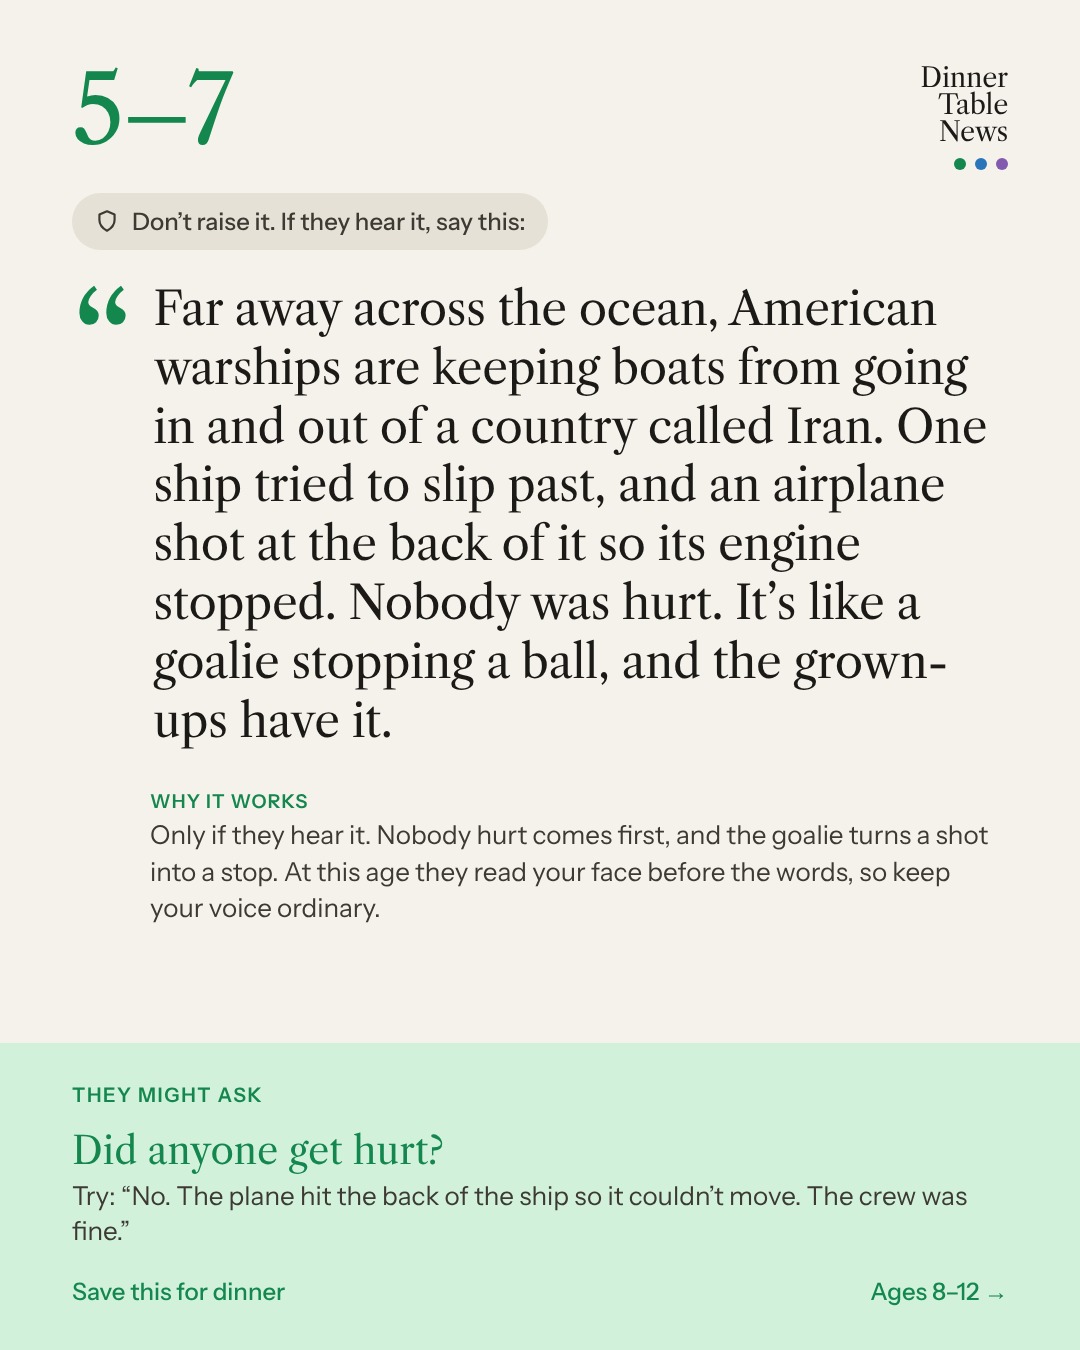 5–7
Dinner
Table
News
Don’t raise it. If they hear it, say this:
“ Far away across the ocean, American
warships are keeping boats from going
in and out of a country called Iran. One
ship tried to slip past, and an airplane
shot at the back of it so its engine
stopped. Nobody was hurt. It’s like a
goalie stopping a ball, and the grown-
ups have it.
WHY IT WORKS
Only if they hear it. Nobody hurt comes first, and the goalie turns a shot
into a stop. At this age they read your face before the words, so keep
your voice ordinary.
THEY MIGHT ASK
Did anyone get hurt?
Try: “No. The plane hit the back of the ship so it couldn’t move. The crew was
fine.”
Save this for dinner
Ages 8–12 →